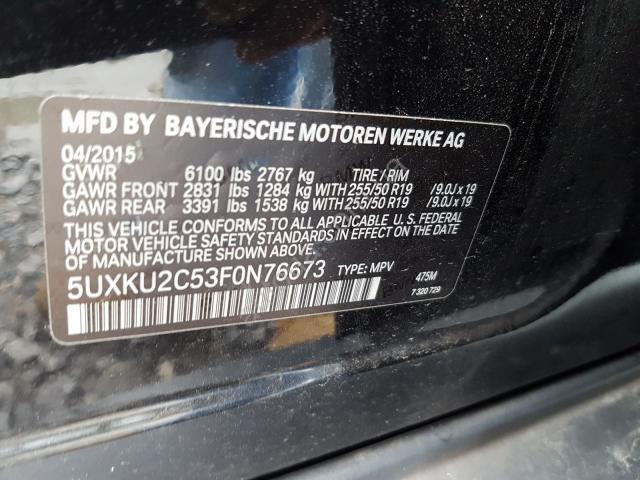 MFD BY BAYERISCHE MOTOREN WERKE AG
04/2015
GVWR 6100 lbs 2767 kg TIRE / RIM
GAWR FRONT 2831 lbs 1284 kg WITH 255/50 R19 /9.0J x 19
GAWR REAR 3391 lbs 1538 kg WITH 255/50 R19 /9.0J x 19
THIS VEHICLE CONFORMS TO ALL APPLICABLE U. S. FEDERAL
MOTOR VEHICLE SAFETY STANDARDS IN EFFECT ON THE DATE OF
MANUFACTURE SHOWN ABOVE.
5UXKU2C53F0N76673 TYPE: MPV 475M
7 320 729